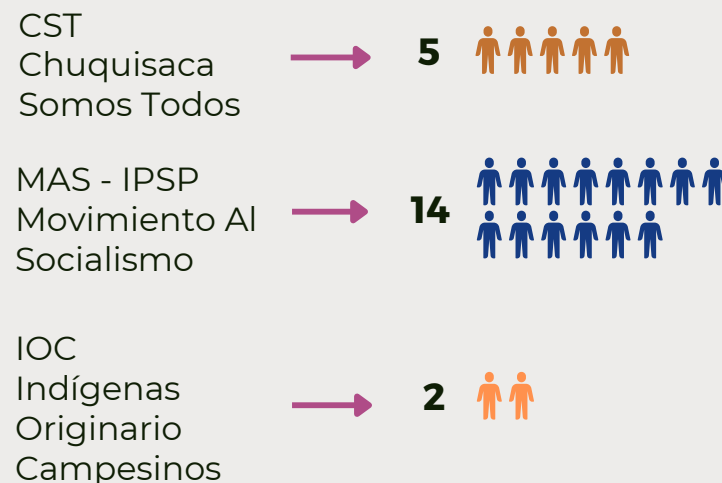 CST
Chuquisaca
Somos Todos
5
MAS - IPSP
Movimiento Al
Socialismo
14
IOC
Indígenas
Originario
Campesinos
2